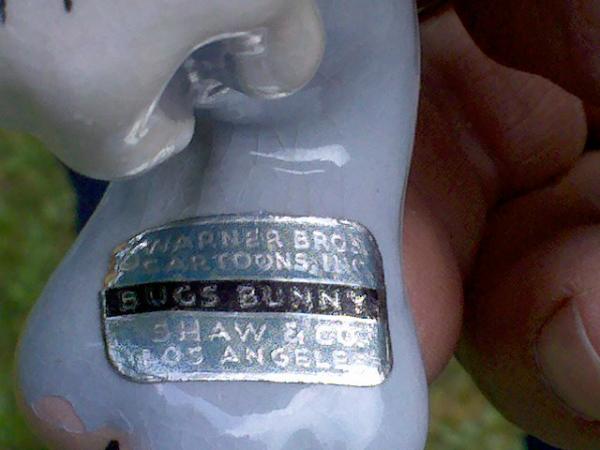 WARNER BROS.
CARTOONS, INC.
BUGS BUNNY
SHAW & CO.
LOS ANGELES